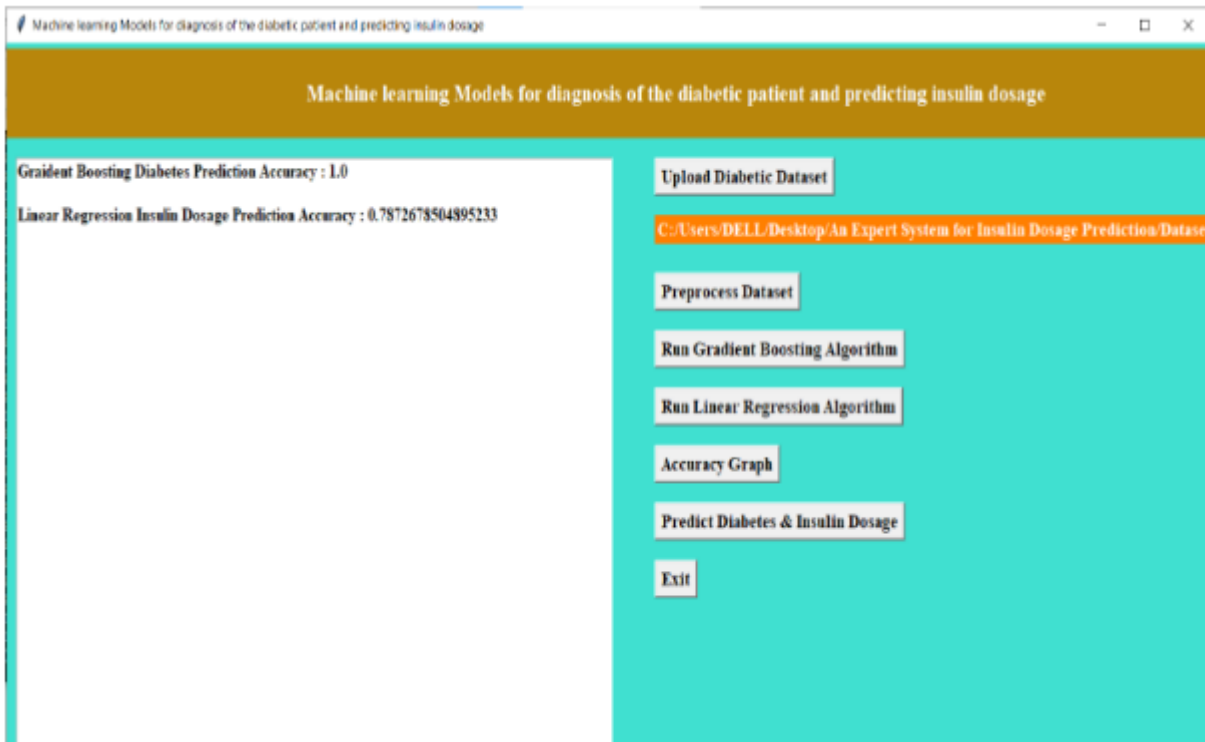 Machine learning Models for diagnosis of the diabetic patient and predicting insulin dosage
Machine learning Models for diagnosis of the diabetic patient and predicting insulin dosage
Graident Boosting Diabetes Prediction Accuracy : 1.0
Linear Regression Insulin Dosage Prediction Accuracy : 0.7872678504895233
Upload Diabetic Dataset
C:/Users/DELL/Desktop/An Expert System for Insulin Dosage Prediction/Datase
Preprocess Dataset
Run Gradient Boosting Algorithm
Run Linear Regression Algorithm
Accuracy Graph
Predict Diabetes & Insulin Dosage
Exit